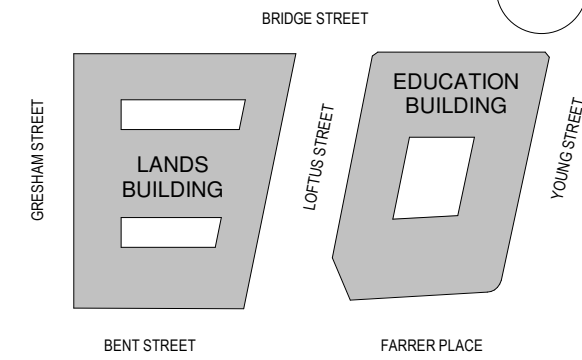 BRIDGE STREET
EDUCATION
BUILDING
GRESHAM STREET
LANDS
BUILDING
LOFTUS STREET
YOUNG STREET
BENT STREET
FARRER PLACE